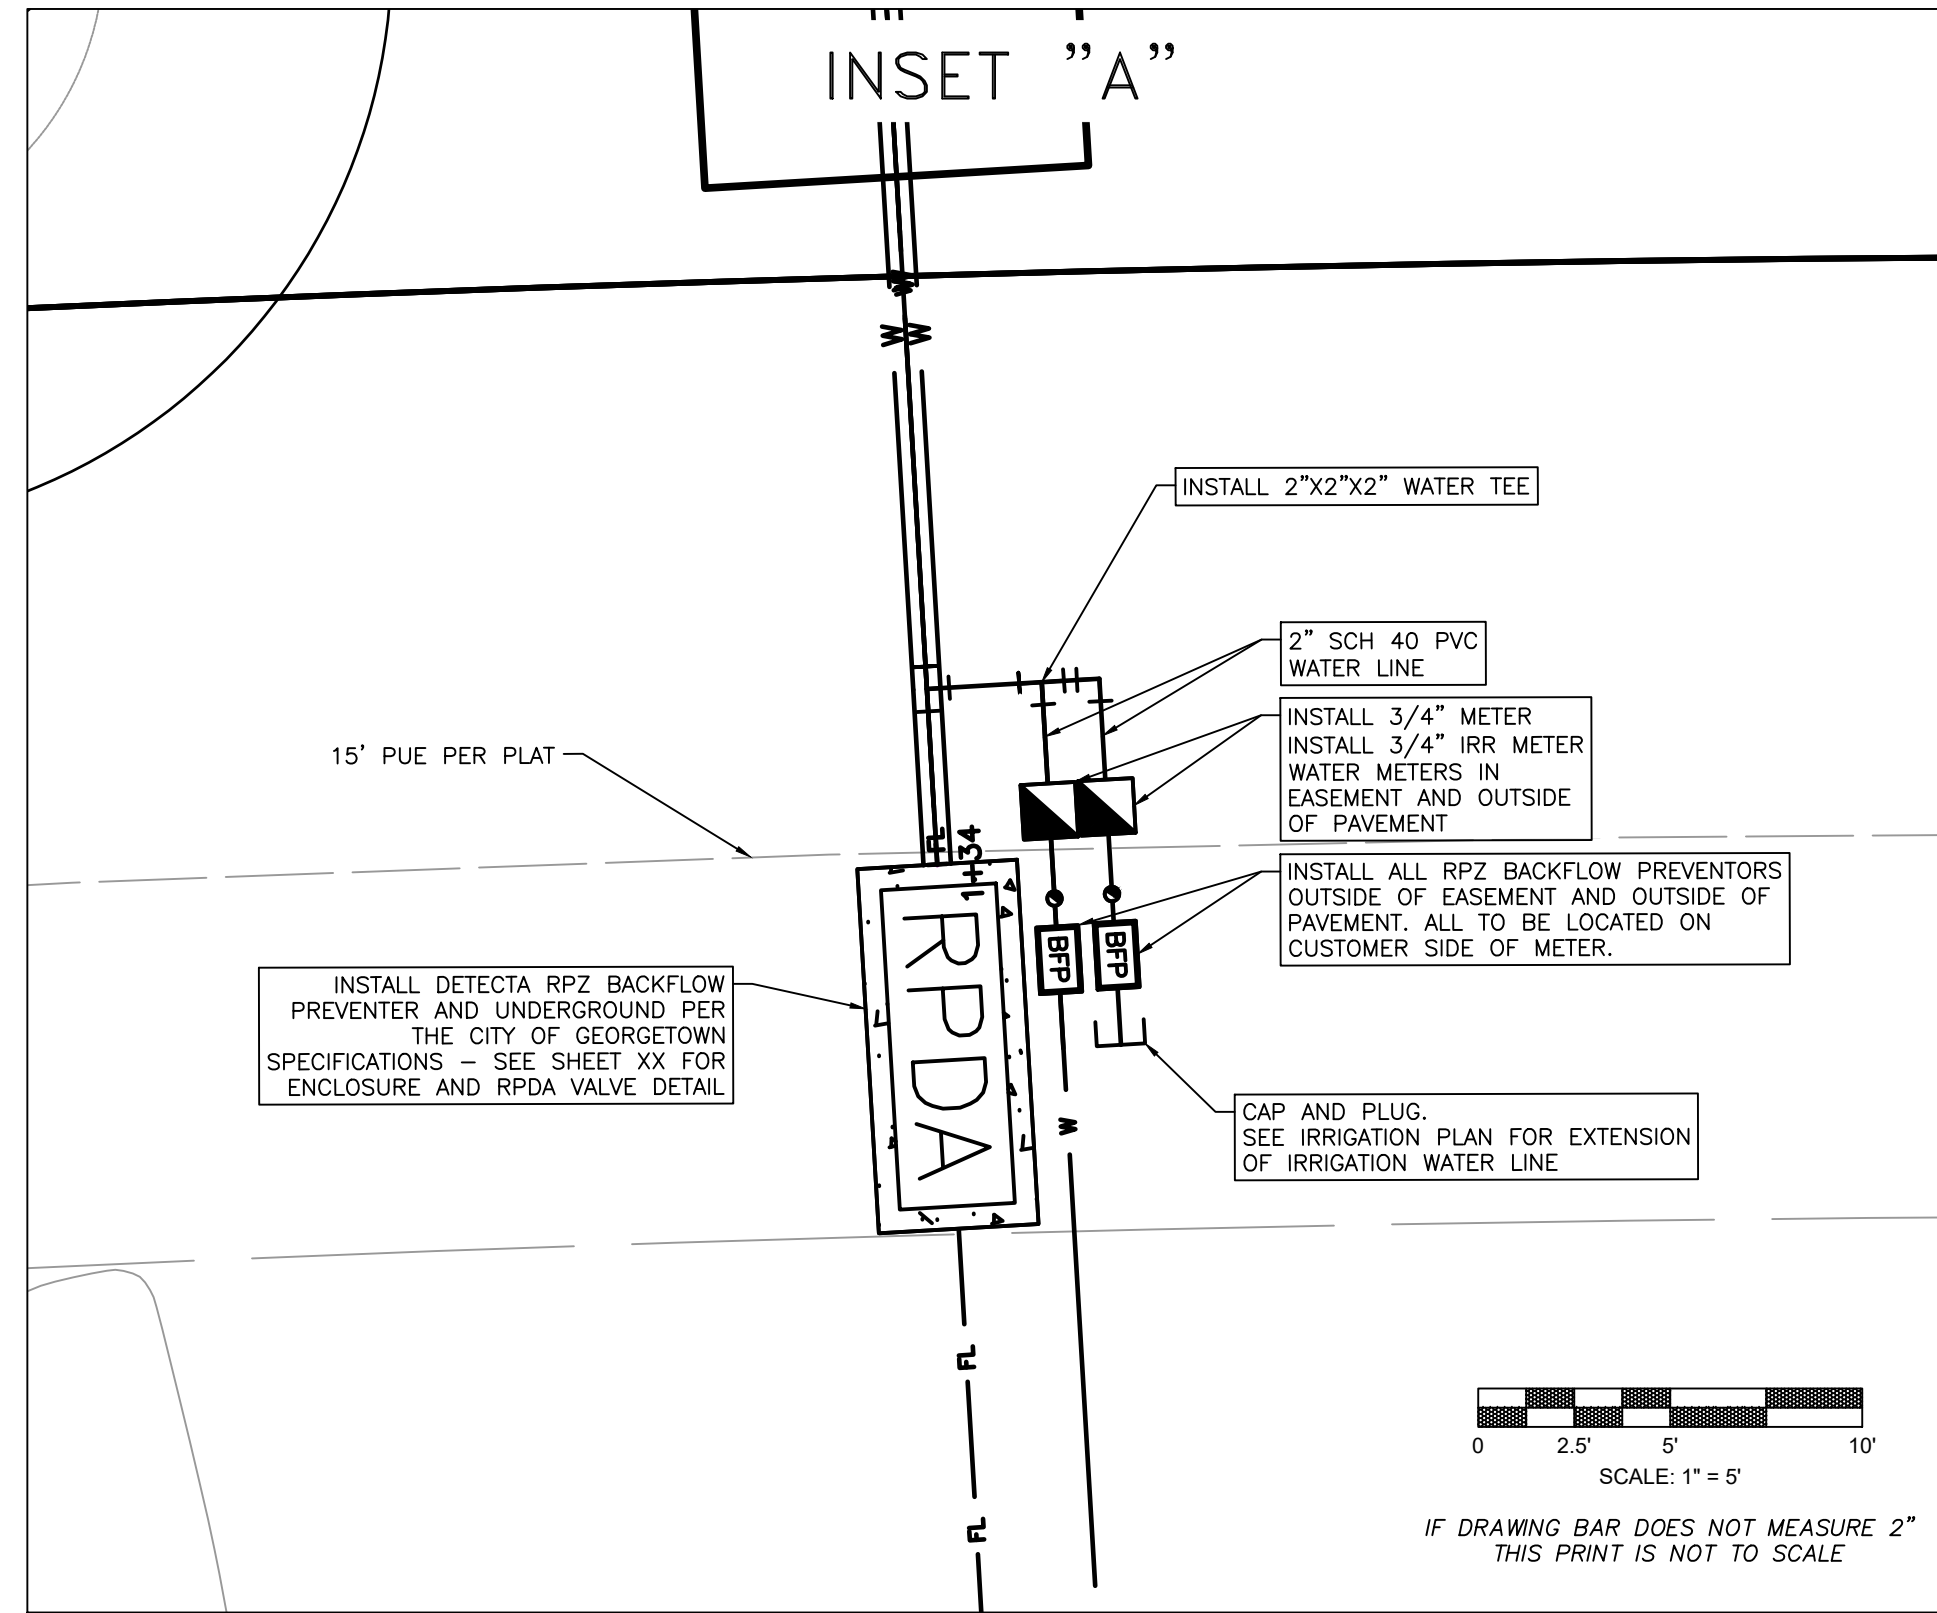 INSET "A"
W
W
W
INSTALL 2"X2"X2" WATER TEE
2" SCH 40 PVC
WATER LINE
INSTALL 3/4" METER
INSTALL 3/4" IRR METER
WATER METERS IN
EASEMENT AND OUTSIDE
OF PAVEMENT
15' PUE PER PLAT
FL
1+34
INSTALL ALL RPZ BACKFLOW PREVENTORS
OUTSIDE OF EASEMENT AND OUTSIDE OF
PAVEMENT. ALL TO BE LOCATED ON
CUSTOMER SIDE OF METER.
RPDA
BFP
BFP
INSTALL DETECTA RPZ BACKFLOW
PREVENTER AND UNDERGROUND PER
THE CITY OF GEORGETOWN
SPECIFICATIONS – SEE SHEET XX FOR
ENCLOSURE AND RPDA VALVE DETAIL
W
CAP AND PLUG.
SEE IRRIGATION PLAN FOR EXTENSION
OF IRRIGATION WATER LINE
FL
FL
0 2.5' 5' 10'
SCALE: 1" = 5'
IF DRAWING BAR DOES NOT MEASURE 2"
THIS PRINT IS NOT TO SCALE